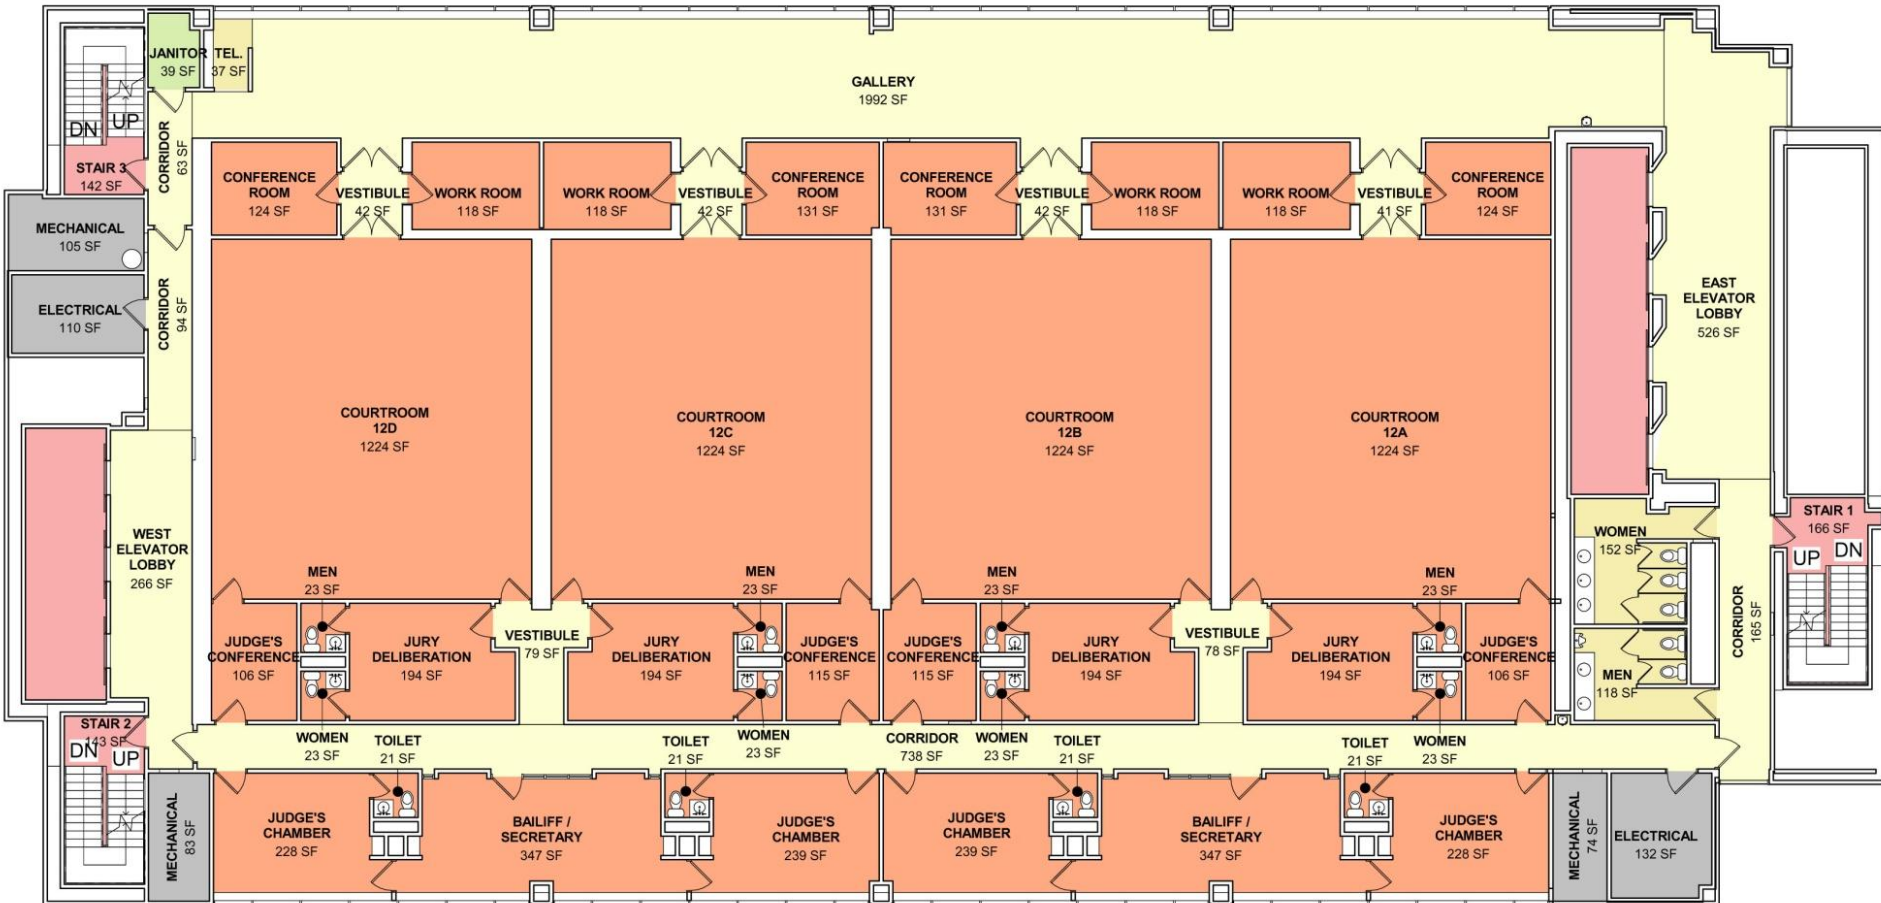 JANITOR
39 SF
TEL.
37 SF
GALLERY
1992 SF
DN
UP
STAIR 3
142 SF
CORRIDOR
63 SF
CONFERENCE
ROOM
124 SF
VESTIBULE
42 SF
WORK ROOM
118 SF
WORK ROOM
118 SF
VESTIBULE
42 SF
CONFERENCE
ROOM
131 SF
CONFERENCE
ROOM
131 SF
VESTIBULE
42 SF
WORK ROOM
118 SF
WORK ROOM
118 SF
VESTIBULE
41 SF
CONFERENCE
ROOM
124 SF
MECHANICAL
105 SF
ELECTRICAL
110 SF
CORRIDOR
94 SF
EAST
ELEVATOR
LOBBY
526 SF
COURTROOM
12D
1224 SF
COURTROOM
12C
1224 SF
COURTROOM
12B
1224 SF
COURTROOM
12A
1224 SF
WEST
ELEVATOR
LOBBY
266 SF
WOMEN
152 SF
STAIR 1
166 SF
UP
DN
MEN
23 SF
MEN
23 SF
MEN
23 SF
MEN
23 SF
JUDGE'S
CONFERENCE
106 SF
JURY
DELIBERATION
194 SF
VESTIBULE
79 SF
JURY
DELIBERATION
194 SF
JUDGE'S
CONFERENCE
115 SF
JUDGE'S
CONFERENCE
115 SF
JURY
DELIBERATION
194 SF
VESTIBULE
78 SF
JURY
DELIBERATION
194 SF
JUDGE'S
CONFERENCE
106 SF
MEN
118 SF
CORRIDOR
165 SF
STAIR 2
143 SF
DN
UP
WOMEN
23 SF
TOILET
21 SF
TOILET
21 SF
WOMEN
23 SF
CORRIDOR
738 SF
WOMEN
23 SF
TOILET
21 SF
TOILET
21 SF
WOMEN
23 SF
MECHANICAL
83 SF
JUDGE'S
CHAMBER
228 SF
BAILIFF /
SECRETARY
347 SF
JUDGE'S
CHAMBER
239 SF
JUDGE'S
CHAMBER
239 SF
BAILIFF /
SECRETARY
347 SF
JUDGE'S
CHAMBER
228 SF
MECHANICAL
74 SF
ELECTRICAL
132 SF